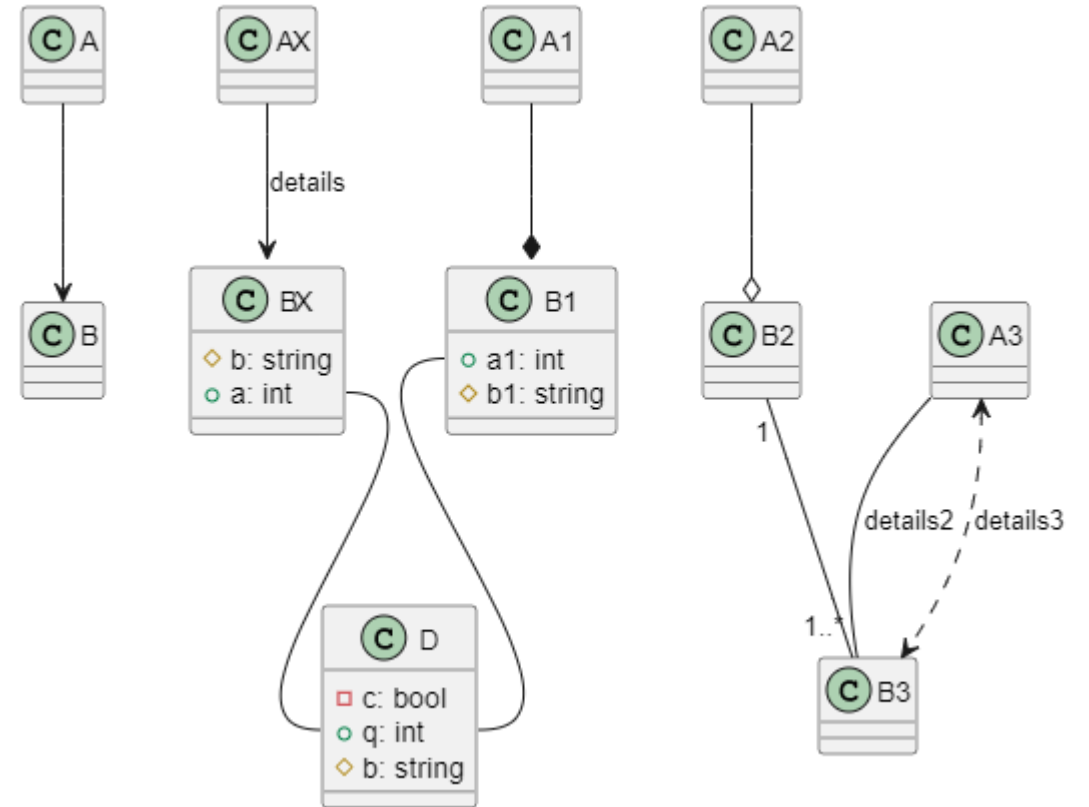 C A
C AX
C A1
C A2
details
C B
C BX
b: string
a: int
C B1
a1: int
b1: string
C B2
C A3
1
details2
details3
1..*
C D
c: bool
q: int
b: string
C B3